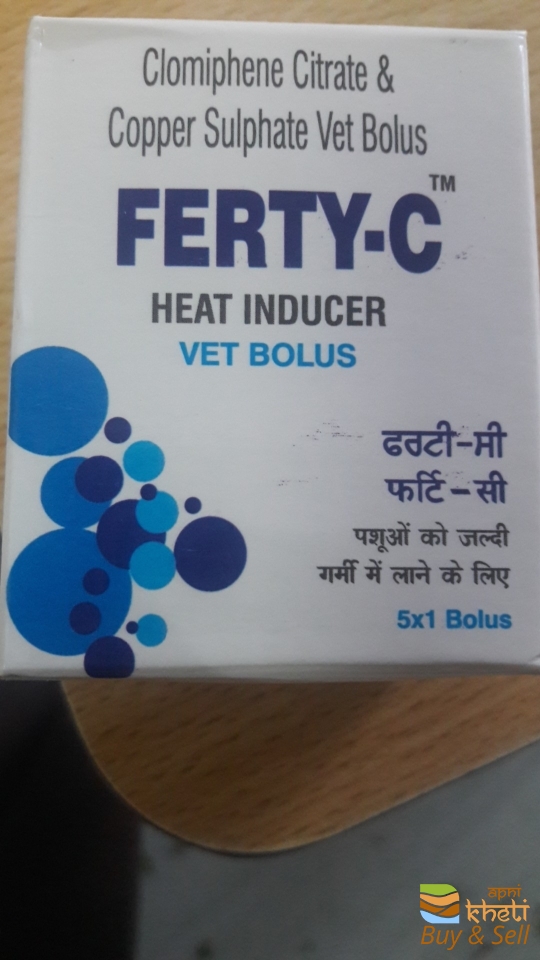 Clomiphene Citrate &
Copper Sulphate Vet Bolus
FERTY-C™
HEAT INDUCER
VET BOLUS
ਫਰਟੀ-ਸੀ
फर्टि-सी
पशूओं को जल्दी
गर्मी में लाने के लिए
5x1 Bolus
apni
kheti
Buy & Sell